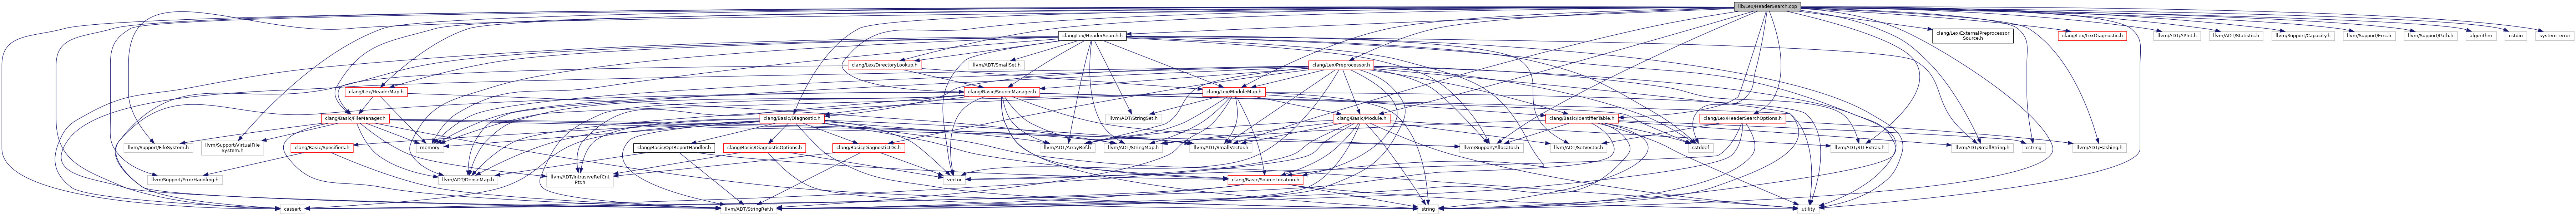 lib/Lex/HeaderSearch.cpp
clang/Lex/HeaderSearch.h
clang/Lex/ExternalPreprocessor
Source.h
clang/Lex/LexDiagnostic.h
llvm/ADT/APInt.h
llvm/ADT/Statistic.h
llvm/Support/Capacity.h
llvm/Support/Errc.h
llvm/Support/Path.h
algorithm
cstdio
system_error
clang/Lex/DirectoryLookup.h
llvm/ADT/SmallSet.h
clang/Lex/Preprocessor.h
clang/Lex/HeaderMap.h
clang/Basic/SourceManager.h
clang/Lex/ModuleMap.h
clang/Basic/FileManager.h
clang/Basic/Diagnostic.h
llvm/ADT/StringSet.h
clang/Basic/Module.h
clang/Basic/IdentifierTable.h
clang/Lex/HeaderSearchOptions.h
llvm/Support/FileSystem.h
llvm/Support/VirtualFile
System.h
clang/Basic/Specifiers.h
memory
clang/Basic/OptReportHandler.h
clang/Basic/DiagnosticOptions.h
clang/Basic/DiagnosticIDs.h
llvm/ADT/ArrayRef.h
llvm/ADT/StringMap.h
llvm/ADT/SmallVector.h
llvm/Support/Allocator.h
llvm/ADT/SetVector.h
cstddef
llvm/ADT/STLExtras.h
llvm/ADT/SmallString.h
cstring
llvm/ADT/Hashing.h
llvm/Support/ErrorHandling.h
llvm/ADT/DenseMap.h
llvm/ADT/IntrusiveRefCnt
Ptr.h
vector
clang/Basic/SourceLocation.h
cassert
llvm/ADT/StringRef.h
string
utility